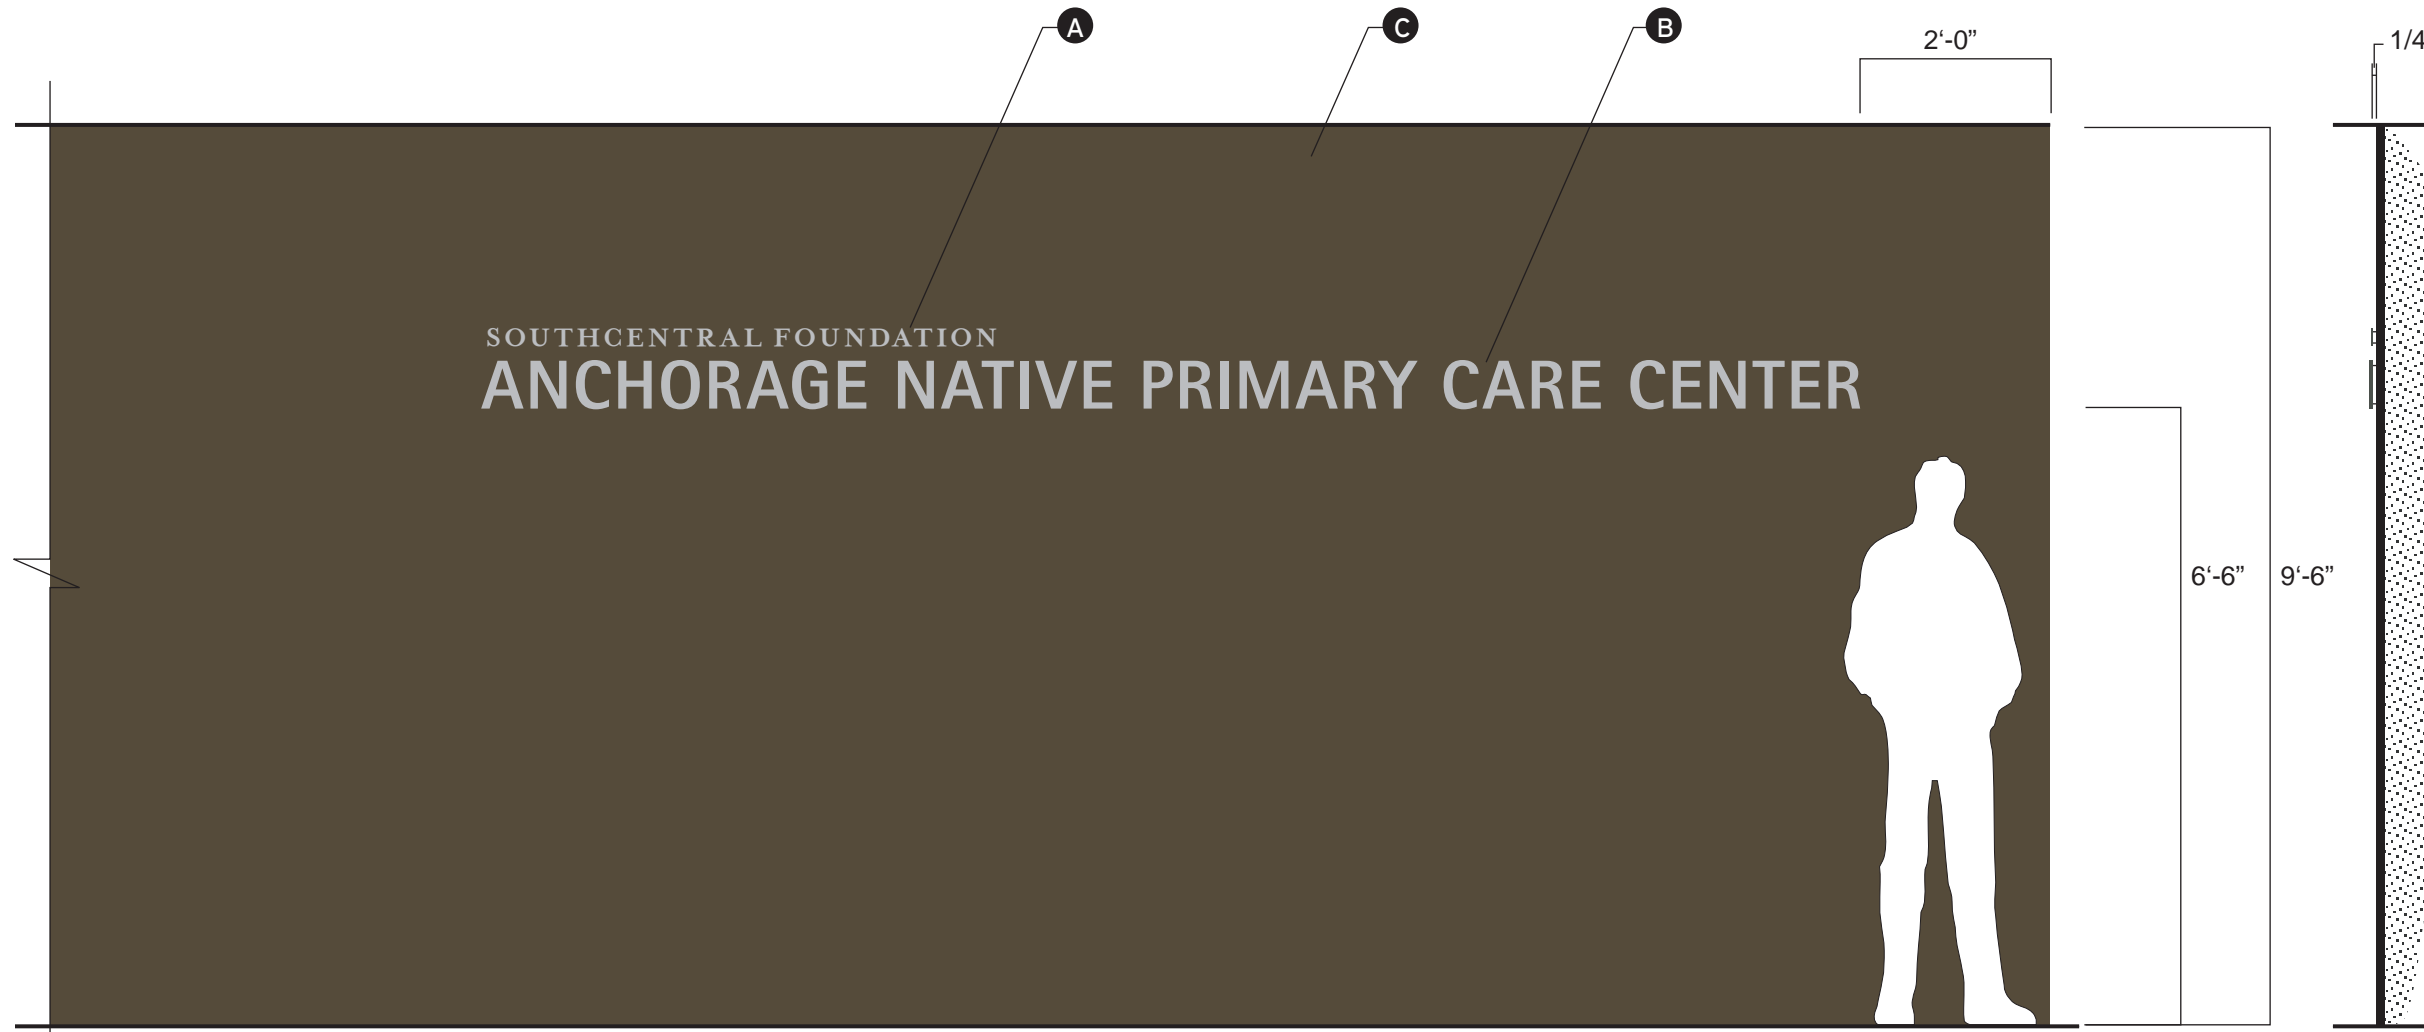 A
C
B
2‘-0”
1/4
SOUTHCENTRAL FOUNDATION
ANCHORAGE NATIVE PRIMARY CARE CENTER
6‘-6”
9‘-6”